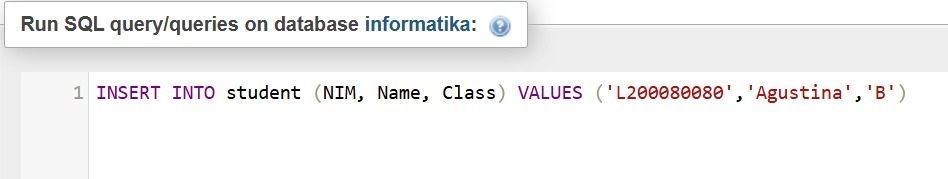 Run SQL query/queries on database informatika:
1 INSERT INTO student (NIM, Name, Class) VALUES ('L200080080','Agustina','B')